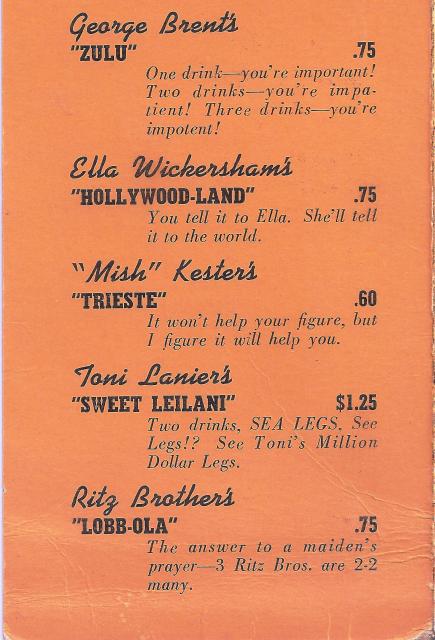 George Brent's
"ZULU" .75
One drink—you're important!
Two drinks—you're impa-
tient! Three drinks—you're
impotent!
Ella Wickersham's
"HOLLYWOOD-LAND" .75
You tell it to Ella. She'll tell
it to the world.
"Mish" Kester's
"TRIESTE" .60
It won't help your figure, but
I figure it will help you.
Toni Lanier's
"SWEET LEILANI" $1.25
Two drinks, SEA LEGS. See
Legs!? See Toni's Million
Dollar Legs.
Ritz Brother's
"LOBB-OLA" .75
The answer to a maiden's
prayer—3 Ritz Bros. are 2-2
many.